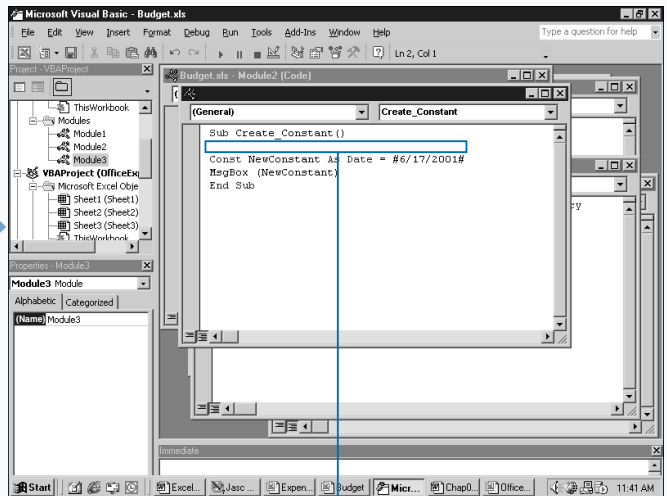 Microsoft Visual Basic - Budget.xls
File Edit View Insert Format Debug Run Tools Add-Ins Window Help
Type a question for help
Ln 2, Col 1
Project - VBAProject
ThisWorkbook
Modules
Module1
Module2
Module3
VBAProject (OfficeEx
Microsoft Excel Obje
Sheet1 (Sheet1)
Sheet2 (Sheet2)
Sheet3 (Sheet3)
ThisWorkbook
Properties - Module3
Module3 Module
Alphabetic Categorized
(Name) Module3
Budget.xls - Module2 (Code)
(General) Create_Constant
Sub Create_Constant()
Const NewConstant As Date = #6/17/2001#
MsgBox (NewConstant)
End Sub
Immediate
Start Excel... Jasc ... Expen... Budget Micr... Chap0... Office... 11:41 AM